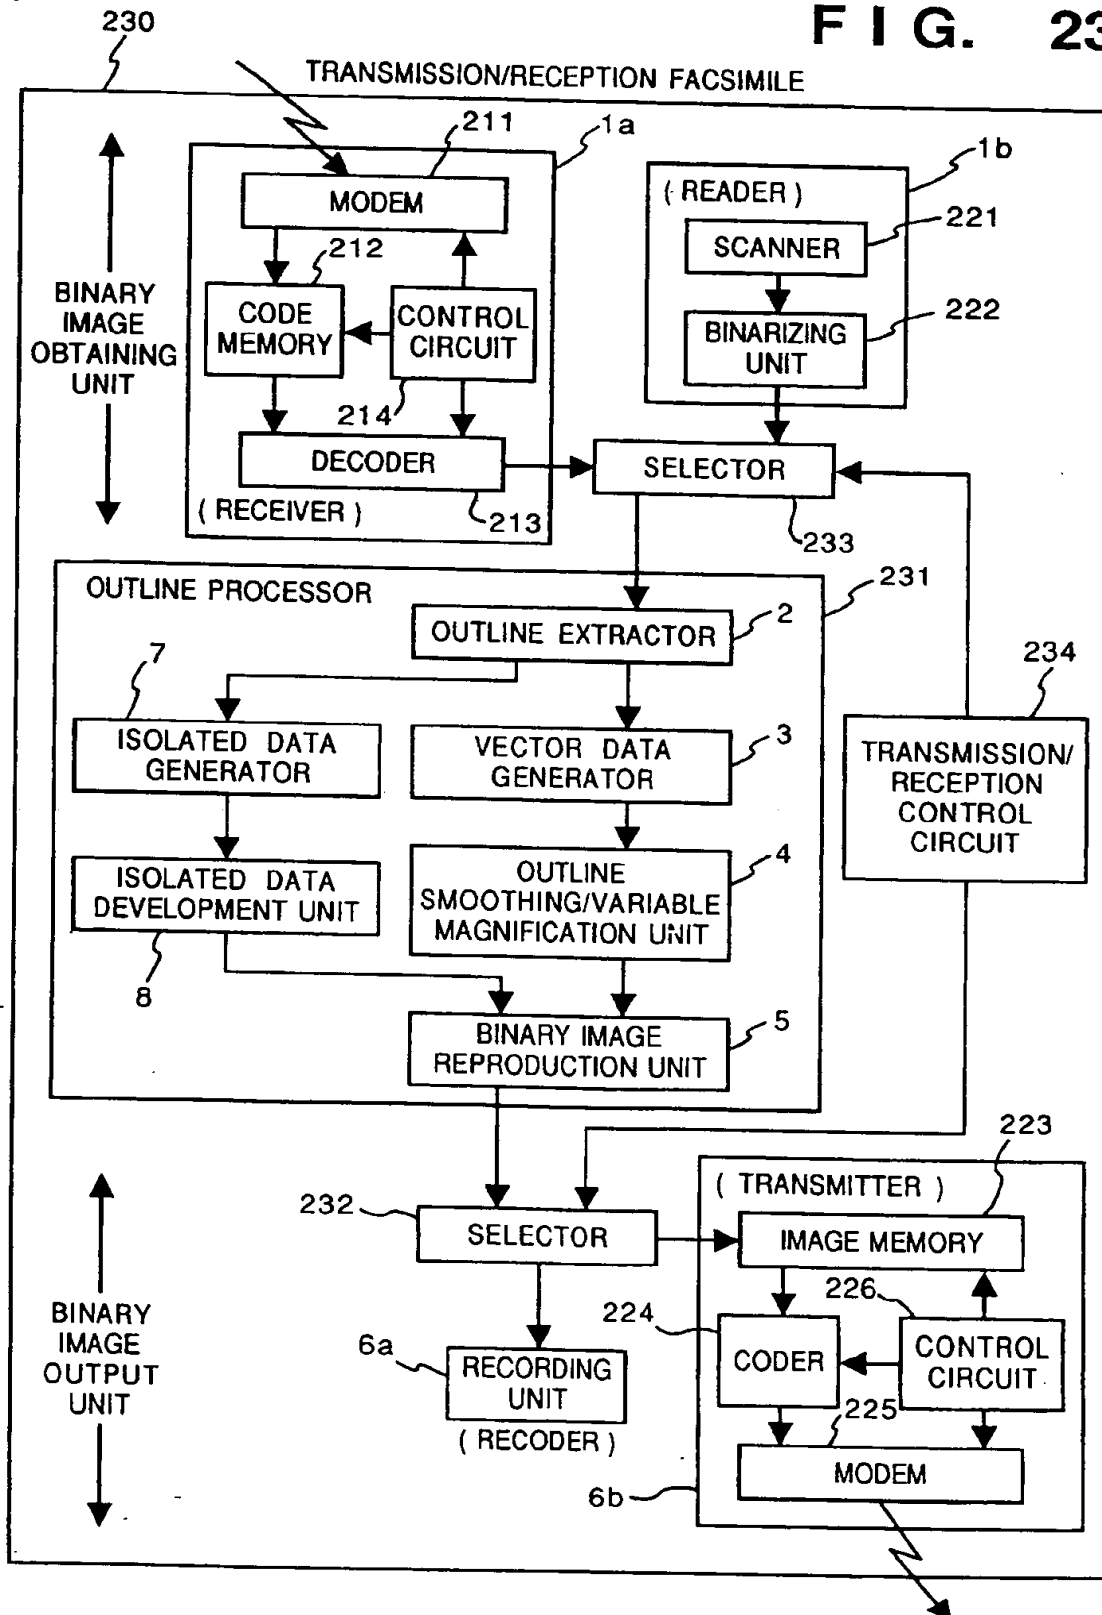 FIG. 23
230
TRANSMISSION/RECEPTION FACSIMILE
211
1a
1b
MODEM
( READER )
221
SCANNER
212
BINARY
IMAGE
OBTAINING
UNIT
CODE
MEMORY
CONTROL
CIRCUIT
222
BINARIZING
UNIT
214
DECODER
SELECTOR
( RECEIVER )
213
233
OUTLINE PROCESSOR
231
2
OUTLINE EXTRACTOR
7
234
ISOLATED DATA
GENERATOR
VECTOR DATA
GENERATOR
3
TRANSMISSION/
RECEPTION
CONTROL
CIRCUIT
ISOLATED DATA
DEVELOPMENT UNIT
OUTLINE
SMOOTHING/VARIABLE
MAGNIFICATION UNIT
4
8
BINARY IMAGE
REPRODUCTION UNIT
5
223
( TRANSMITTER )
232
SELECTOR
IMAGE MEMORY
226
224
BINARY
IMAGE
OUTPUT
UNIT
6a
RECORDING
UNIT
( RECODER )
CODER
CONTROL
CIRCUIT
225
MODEM
6b